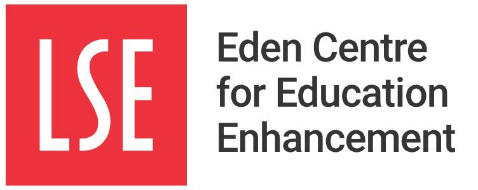 LSE
Eden Centre
for Education
Enhancement